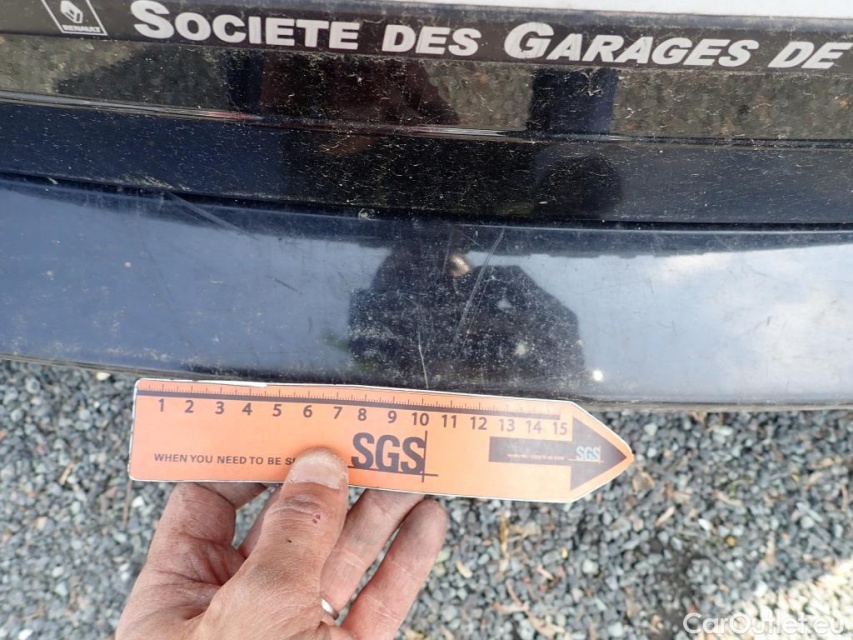 RENAULT
SOCIETE DES GARAGES DE
1 2 3 4 5 6 7 8 9 10 11 12 13 14 15
WHEN YOU NEED TO BE
SGS
SGS
CarOutlet.eu